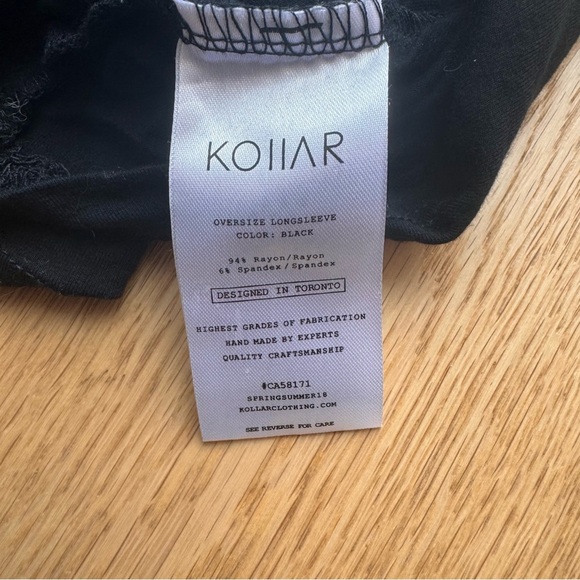 KOllAR
OVERSIZE LONGSLEEVE
COLOR: BLACK
94% Rayon/Rayon
6% Spandex/Spandex
DESIGNED IN TORONTO
HIGHEST GRADES OF FABRICATION
HAND MADE BY EXPERTS
QUALITY CRAFTSMANSHIP
#CA58171
SPRINGSUMMER18
KOLLARCLOTHING.COM
SEE REVERSE FOR CARE